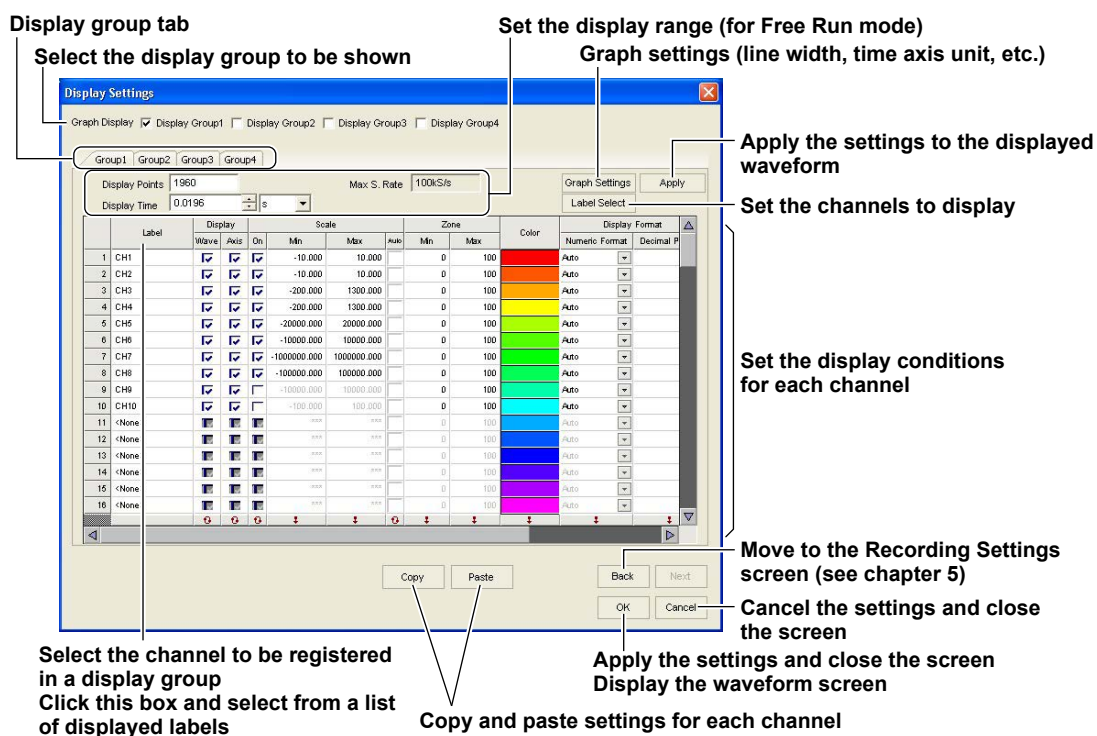 Display group tab
Set the display range (for Free Run mode)
Select the display group to be shown
Graph settings (line width, time axis unit, etc.)
Display Settings
Graph Display Display Group1 Display Group2 Display Group3 Display Group4
Apply the settings to the displayed
waveform
Group1 Group2 Group3 Group4
Display Points 1960 Max S. Rate 100kS/s Graph Settings Apply
Display Time 0.0196 s Label Select
Set the channels to display
Label Display Scale Zone Color Display Format
Wave Axis On Min Max Auto Min Max Numeric Format Decimal P
1 CH1 -10.000 10.000 0 100 Auto
2 CH2 -10.000 10.000 0 100 Auto
3 CH3 -200.000 1300.000 0 100 Auto
4 CH4 -200.000 1300.000 0 100 Auto
5 CH5 -20000.000 20000.000 0 100 Auto
6 CH6 -10000.000 10000.000 0 100 Auto
7 CH7 -1000000.000 1000000.000 0 100 Auto
8 CH8 -100000.000 100000.000 0 100 Auto
9 CH9 -10000.000 10000.000 0 100 Auto
10 CH10 -100.000 100.000 0 100 Auto
11 <None *** *** 0 100 Auto
12 <None *** *** 0 100 Auto
13 <None *** *** 0 100 Auto
14 <None *** *** 0 100 Auto
15 <None *** *** 0 100 Auto
16 <None *** *** 0 100 Auto
Set the display conditions
for each channel
Copy Paste Back Next
OK Cancel
Move to the Recording Settings
screen (see chapter 5)
Cancel the settings and close
the screen
Select the channel to be registered
in a display group
Click this box and select from a list
of displayed labels
Apply the settings and close the screen
Display the waveform screen
Copy and paste settings for each channel